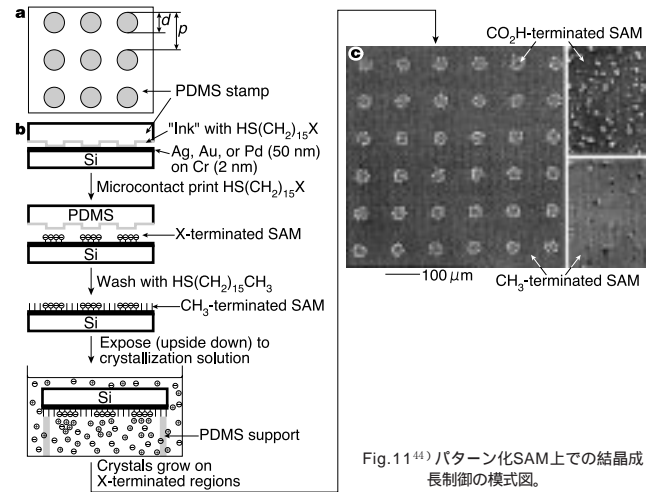 a
d
p
PDMS stamp
b
"Ink" with HS(CH2)15X
Si
Ag, Au, or Pd (50 nm)
on Cr (2 nm)
Microcontact print HS(CH2)15X
PDMS
X-terminated SAM
Si
Wash with HS(CH2)15CH3
CH3-terminated SAM
Si
Expose (upside down) to
crystallization solution
Si
PDMS support
Crystals grow on
X-terminated regions
CO2H-terminated SAM
c
100 μm
CH3-terminated SAM
Fig.11 44) パターン化SAM上での結晶成
長制御の模式図。